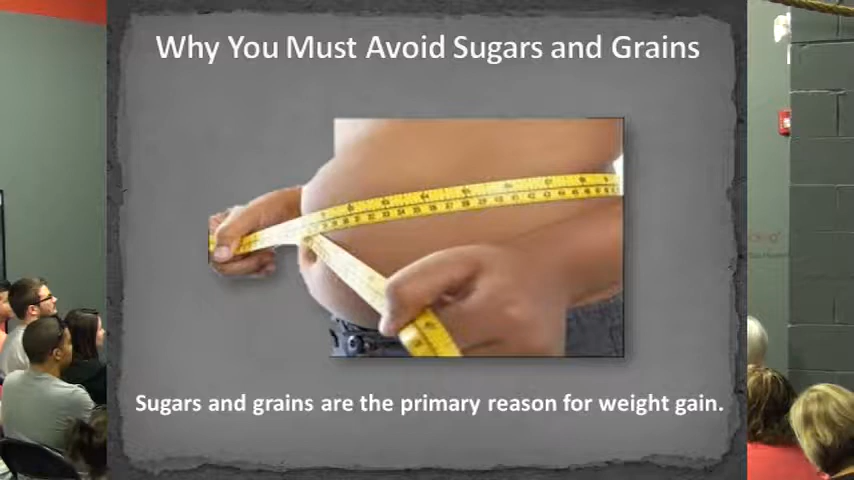 Why You Must Avoid Sugars and Grains
Sugars and grains are the primary reason for weight gain.